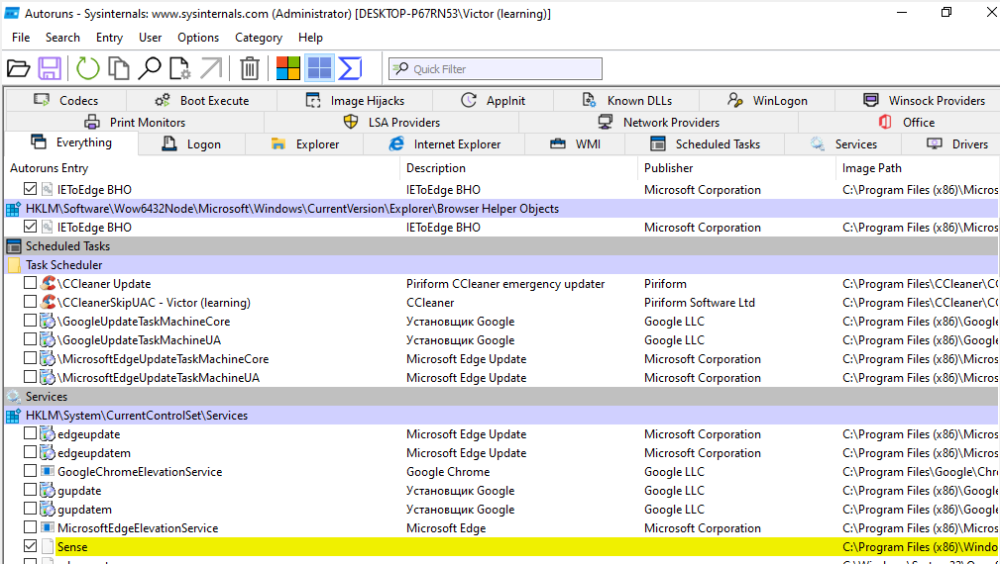 Autoruns - Sysinternals: www.sysinternals.com (Administrator) [DESKTOP-P67RN53\Victor (learning)]
File Search Entry User Options Category Help
Quick Filter
Codecs Boot Execute Image Hijacks AppInit Known DLLs WinLogon Winsock Providers
Print Monitors LSA Providers Network Providers Office
Everything Logon Explorer Internet Explorer WMI Scheduled Tasks Services Drivers
Autoruns Entry Description Publisher Image Path
IEToEdge BHO IEToEdge BHO Microsoft Corporation C:\Program Files (x86)\Micros
HKLM\Software\Wow6432Node\Microsoft\Windows\CurrentVersion\Explorer\Browser Helper Objects
IEToEdge BHO IEToEdge BHO Microsoft Corporation C:\Program Files (x86)\Micros
Scheduled Tasks
Task Scheduler
\CCleaner Update Piriform CCleaner emergency updater Piriform C:\Program Files\CCleaner\CC
\CCleanerSkipUAC - Victor (learning) CCleaner Piriform Software Ltd C:\Program Files\CCleaner\CC
\GoogleUpdateTaskMachineCore Установщик Google Google LLC C:\Program Files (x86)\Google
\GoogleUpdateTaskMachineUA Установщик Google Google LLC C:\Program Files (x86)\Google
\MicrosoftEdgeUpdateTaskMachineCore Microsoft Edge Update Microsoft Corporation C:\Program Files (x86)\Micros
\MicrosoftEdgeUpdateTaskMachineUA Microsoft Edge Update Microsoft Corporation C:\Program Files (x86)\Micros
Services
HKLM\System\CurrentControlSet\Services
edgeupdate Microsoft Edge Update Microsoft Corporation C:\Program Files (x86)\Micros
edgeupdatem Microsoft Edge Update Microsoft Corporation C:\Program Files (x86)\Micros
GoogleChromeElevationService Google Chrome Google LLC C:\Program Files\Google\Chr
gupdate Установщик Google Google LLC C:\Program Files (x86)\Google
gupdatem Установщик Google Google LLC C:\Program Files (x86)\Google
MicrosoftEdgeElevationService Microsoft Edge Microsoft Corporation C:\Program Files (x86)\Micros
Sense C:\Program Files (x86)\Windo